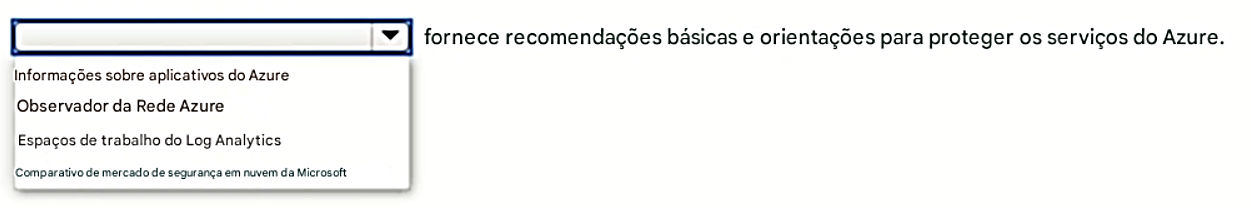 fornece recomendações básicas e orientações para proteger os serviços do Azure.
Informações sobre aplicativos do Azure
Observador da Rede Azure
Espaços de trabalho do Log Analytics
Comparativo de mercado de segurança em nuvem da Microsoft